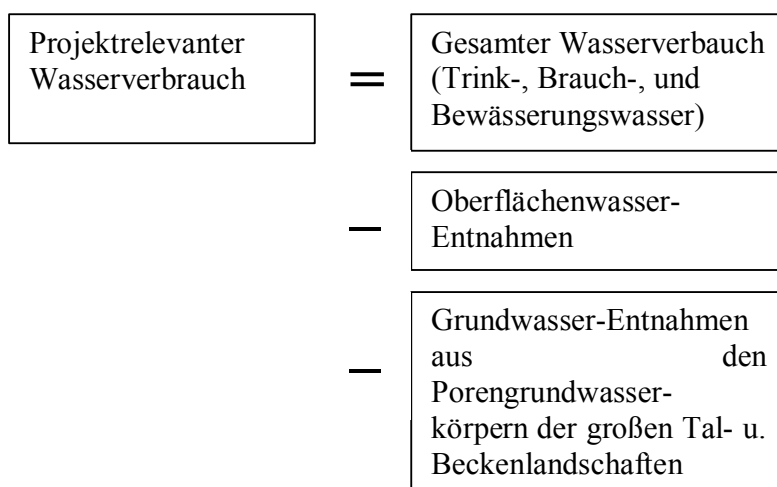 Projektrelevanter
Wasserverbrauch
=
Gesamter Wasserverbauch
(Trink-, Brauch-, und
Bewässerungswasser)
–
Oberflächenwasser-
Entnahmen
–
Grundwasser-Entnahmen
aus den
Porengrundwasser-
körpern der großen Tal- u.
Beckenlandschaften